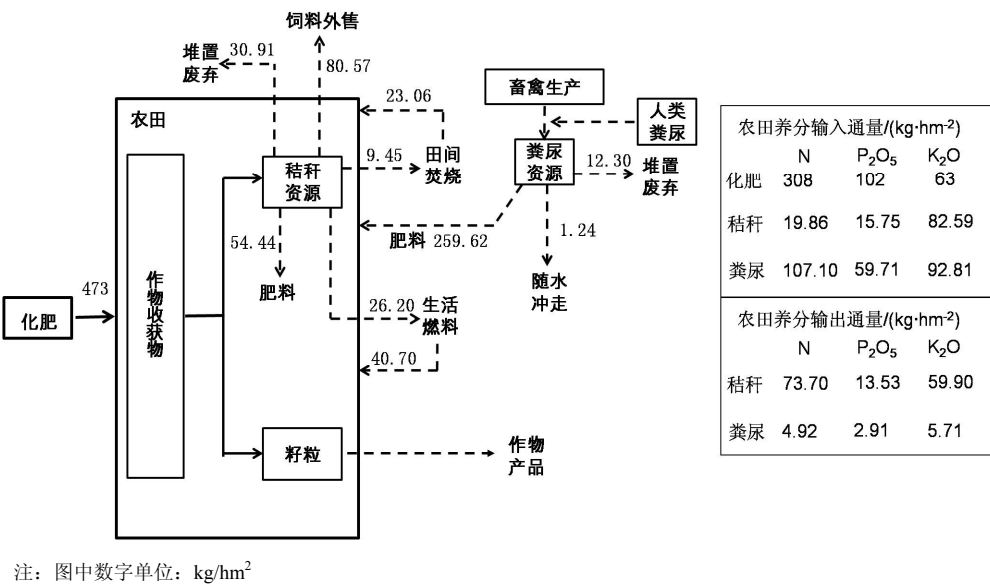 饲料外售
堆置
废弃
30.91
80.57
农田
23.06
畜禽生产
人类
粪尿
秸秆
资源
9.45
田间
焚烧
粪尿
资源
12.30
堆置
废弃
54.44
肥料
肥料 259.62
1.24
随水
冲走
作物收获物
473
化肥
26.20
生活
燃料
40.70
籽粒
作物
产品
农田养分输入通量/(kg·hm-2)
N P2O5 K2O
化肥 308 102 63
秸秆 19.86 15.75 82.59
粪尿 107.10 59.71 92.81
农田养分输出通量/(kg·hm-2)
N P2O5 K2O
秸秆 73.70 13.53 59.90
粪尿 4.92 2.91 5.71
注：图中数字单位：kg/hm2